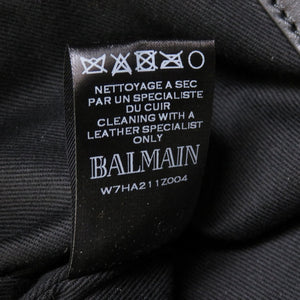 NETTOYAGE A SEC
PAR UN SPECIALISTE
DU CUIR
CLEANING WITH A
LEATHER SPECIALIST
ONLY
BALMAIN
W7HA211Z004